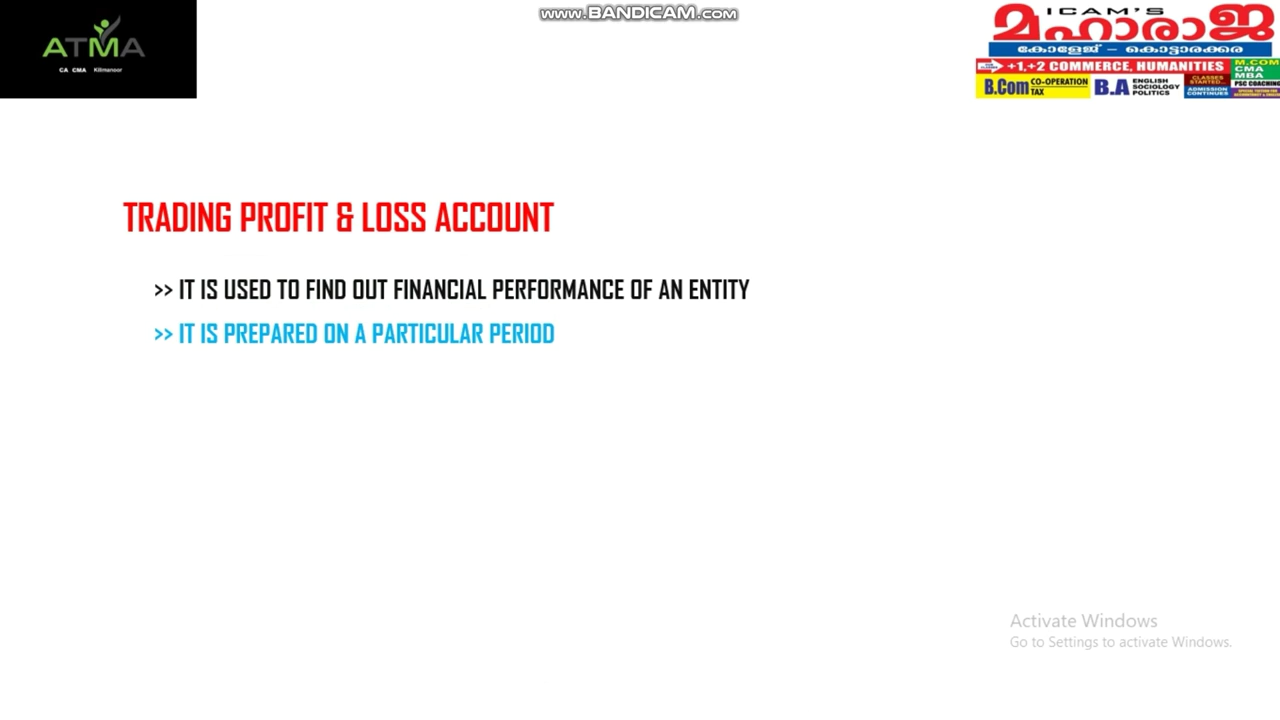 www.BANDICAM.com
ATMA
CA CMA Kilimanoor
ICAM'S
മഹാരാജ
കോളേജ് – കൊട്ടാരക്കര
+1,+2 COMMERCE, HUMANITIES
M.COM
CMA
MBA
PSC COACHING
B.Com CO-OPERATION
TAX
B.A ENGLISH
SOCIOLOGY
POLITICS
CLASSES
STARTED...
ADMISSION
CONTINUES
TRADING PROFIT & LOSS ACCOUNT
>> IT IS USED TO FIND OUT FINANCIAL PERFORMANCE OF AN ENTITY
>> IT IS PREPARED ON A PARTICULAR PERIOD
Activate Windows
Go to Settings to activate Windows.